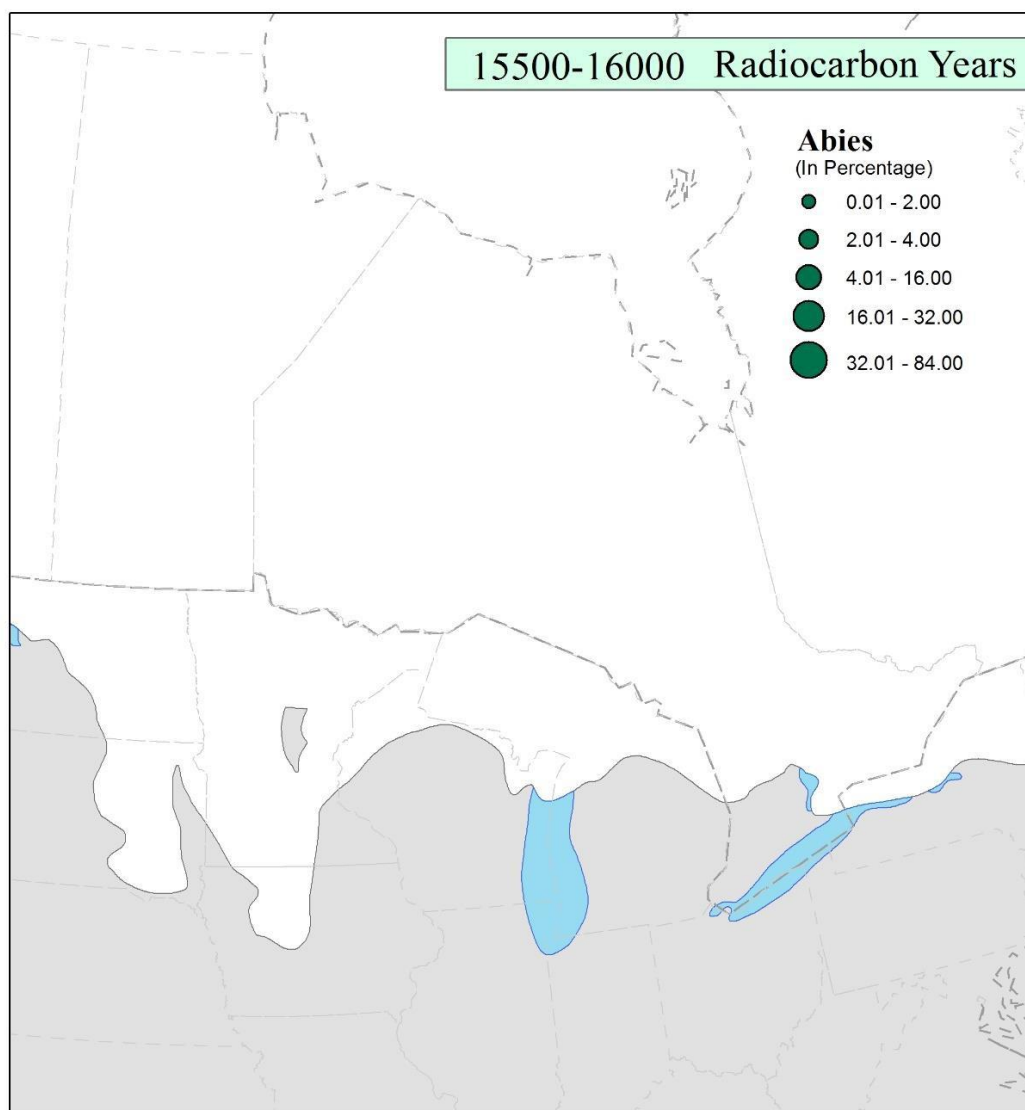 15500-16000 Radiocarbon Years
Abies
(In Percentage)
0.01 - 2.00
2.01 - 4.00
4.01 - 16.00
16.01 - 32.00
32.01 - 84.00